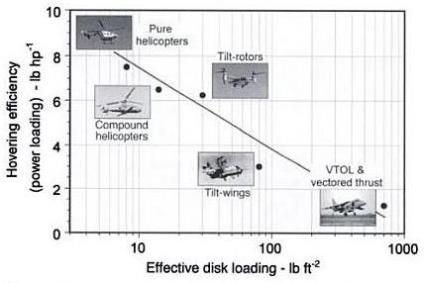 Hovering efficiency
(power loading) - lb hp⁻¹
10
8
6
4
2
0
Pure
helicopters
Tilt-rotors
Compound
helicopters
Tilt-wings
VTOL &
vectored thrust
10
100
1000
Effective disk loading - lb ft⁻²